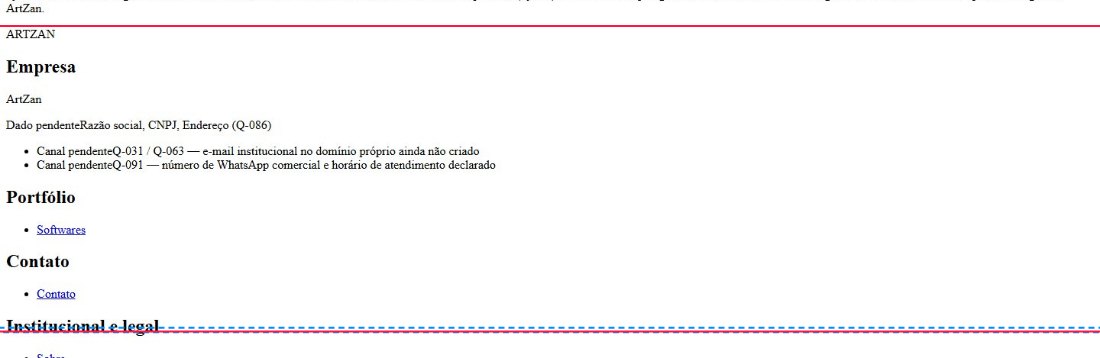 ArtZan.
ARTZAN
Empresa
ArtZan
Dado pendenteRazão social, CNPJ, Endereço (Q-086)
Canal pendenteQ-031 / Q-063 — e-mail institucional no domínio próprio ainda não criado
Canal pendenteQ-091 — número de WhatsApp comercial e horário de atendimento declarado
Portfólio
Softwares
Contato
Contato
Institucional e legal
Sobre